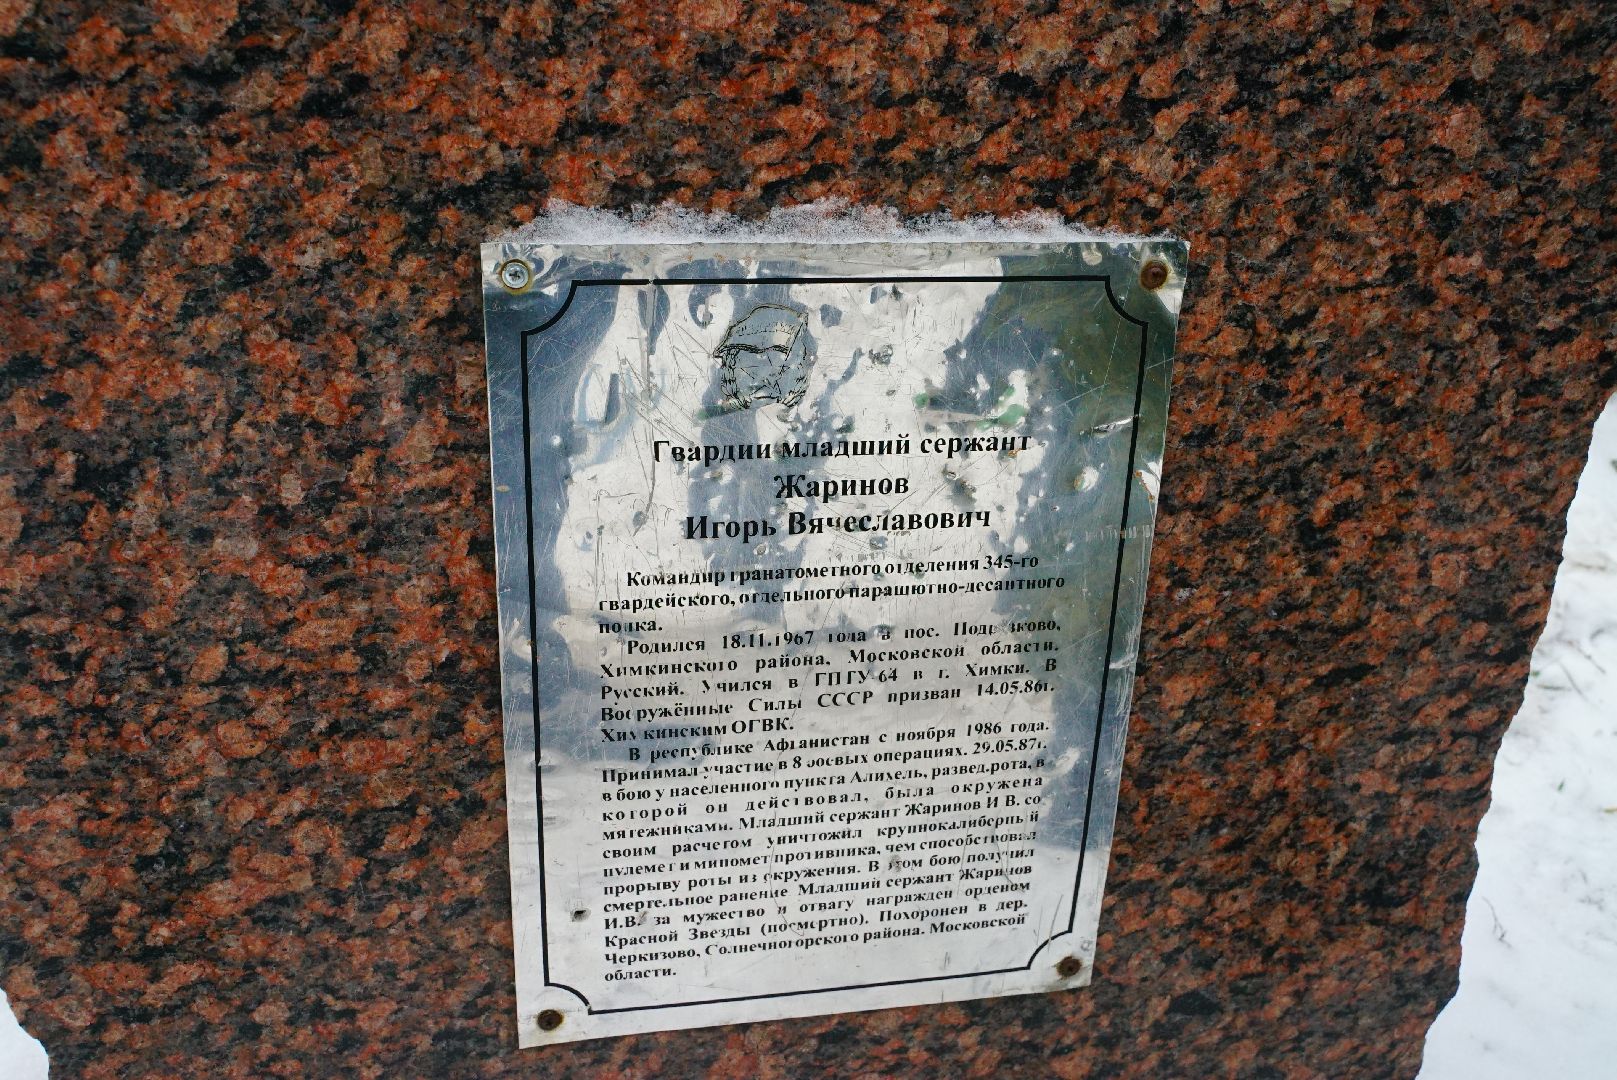 Гвардии младший сержант
Жаринов
Игорь Вячеславович
Командир гранатометного отделения 345-го
гвардейского, отдельного парашютно-десантного
полка.
Родился 18.11.1967 года в пос. Подрезково,
Химкинского района, Московской области.
Русский. Учился в ГПТУ-64 в г. Химки. В
Вооружённые Силы СССР призван 14.05.86г.
Химкинским ОГВК.
В республике Афганистан с ноября 1986 года.
Принимал участие в 8 боевых операциях. 29.05.87г.
в бою у населенного пункта Алихель, развед.рота, в
которой он действовал, была окружена
мятежниками. Младший сержант Жаринов И В. со
своим расчетом уничтожил крупнокалиберный
пулемет и миномет противника, чем способствовал
прорыву роты из окружения. В этом бою получил
смертельное ранение Младший сержант Жаринов
И.В. за мужество и отвагу награжден орденом
Красной Звезды (посмертно). Похоронен в дер.
Черкизово, Солнечногорского района. Московской
области.